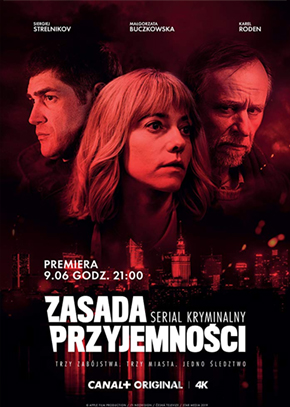 SIERGIEJ
STRELNIKOV
MAŁGORZATA
BUCZKOWSKA
KAREL
RODEN
PREMIERA
9.06 GODZ. 21:00
ZASADA
SERIAL KRYMINALNY
PRZYJEMNOŚCI
TRZY ZABÓJSTWA. TRZY MIASTA. JEDNO ŚLEDZTWO
CANAL+ ORIGINAL | 4K